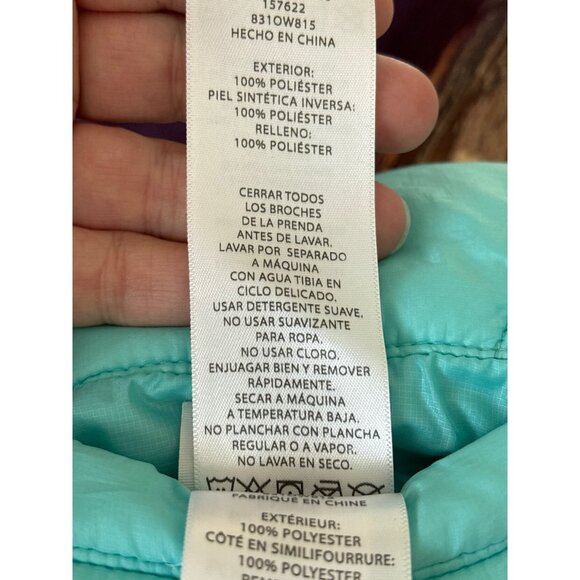 157622
831OW815
HECHO EN CHINA
EXTERIOR:
100% POLIÉSTER
PIEL SINTÉTICA INVERSA:
100% POLIÉSTER
RELLENO:
100% POLIÉSTER
CERRAR TODOS
LOS BROCHES
DE LA PRENDA
ANTES DE LAVAR.
LAVAR POR SEPARADO
A MÁQUINA
CON AGUA TIBIA EN
CICLO DELICADO.
USAR DETERGENTE SUAVE.
NO USAR SUAVIZANTE
PARA ROPA.
NO USAR CLORO.
ENJUAGAR BIEN Y REMOVER
RÁPIDAMENTE.
SECAR A MÁQUINA
A TEMPERATURA BAJA.
NO PLANCHAR CON PLANCHA
REGULAR O A VAPOR.
NO LAVAR EN SECO.
FABRIQUÉ EN CHINE
EXTÉRIEUR:
100% POLYESTER
CÔTÉ EN SIMILIFOURRURE:
100% POLYESTER